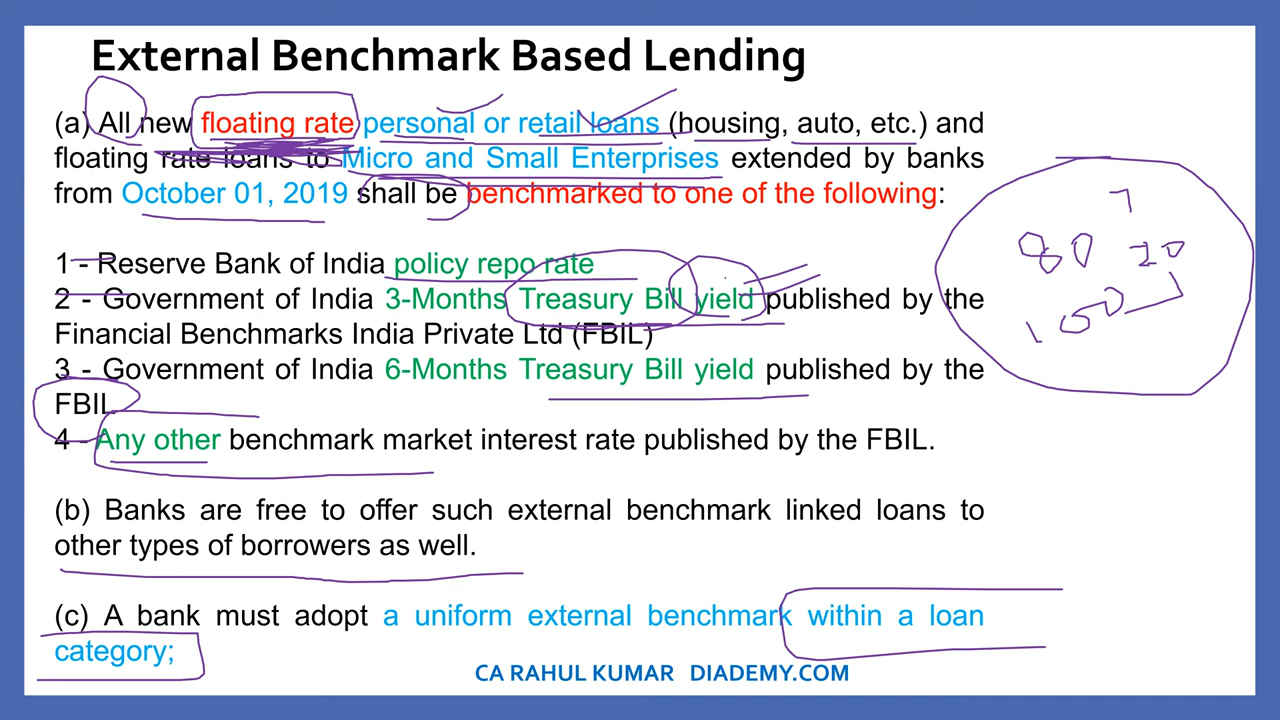 External Benchmark Based Lending
(a) All new floating rate personal or retail loans (housing, auto, etc.) and
floating rate loans to Micro and Small Enterprises extended by banks
from October 01, 2019 shall be benchmarked to one of the following:
1 - Reserve Bank of India policy repo rate
2 - Government of India 3-Months Treasury Bill yield published by the
Financial Benchmarks India Private Ltd (FBIL)
3 - Government of India 6-Months Treasury Bill yield published by the
FBIL
4 - Any other benchmark market interest rate published by the FBIL.
7
80 20
100
(b) Banks are free to offer such external benchmark linked loans to
other types of borrowers as well.
(c) A bank must adopt a uniform external benchmark within a loan
category;
CA RAHUL KUMAR DIADEMY.COM